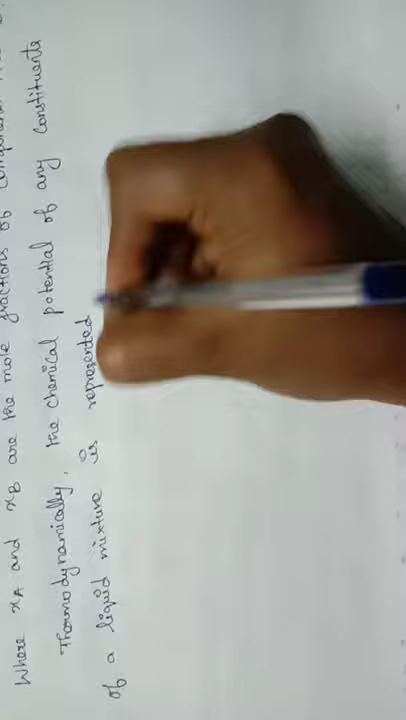 Where xA and xB are the mole fractions of
Thermodynamically, the chemical potential of any constituents
of a liquid mixture is represented